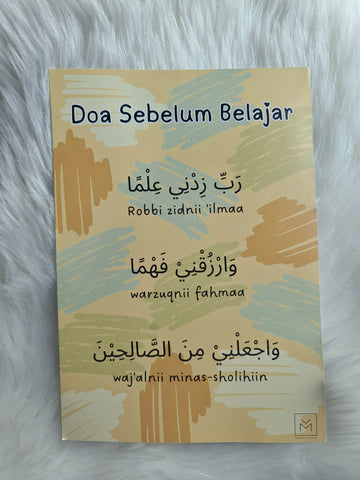 Doa Sebelum Belajar
رَبِّ زِدْنِي عِلْمًا
Robbi zidnii 'ilmaa
وَارْزُقْنِيْ فَهْمًا
warzuqnii fahmaa
وَاجْعَلْنِيْ مِنَ الصَّالِحِيْنَ
waj'alnii minas-sholihiin